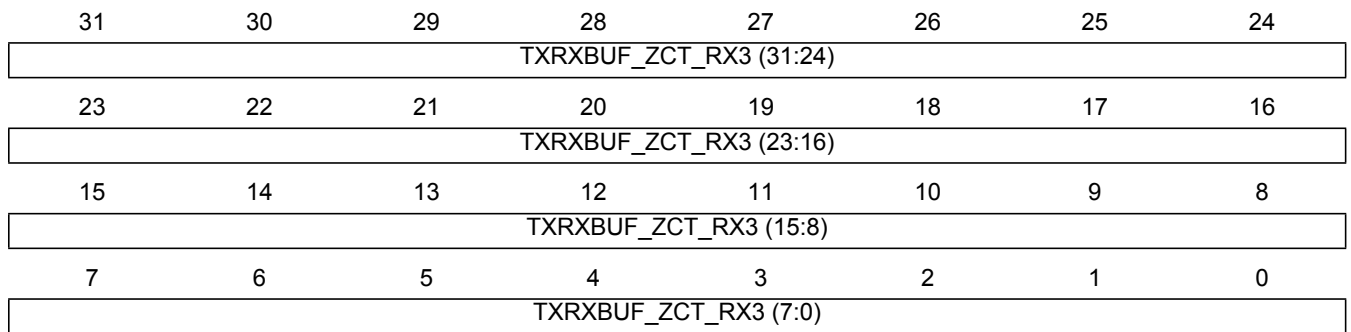 31 30 29 28 27 26 25 24
TXRXBUF_ZCT_RX3 (31:24)
23 22 21 20 19 18 17 16
TXRXBUF_ZCT_RX3 (23:16)
15 14 13 12 11 10 9 8
TXRXBUF_ZCT_RX3 (15:8)
7 6 5 4 3 2 1 0
TXRXBUF_ZCT_RX3 (7:0)